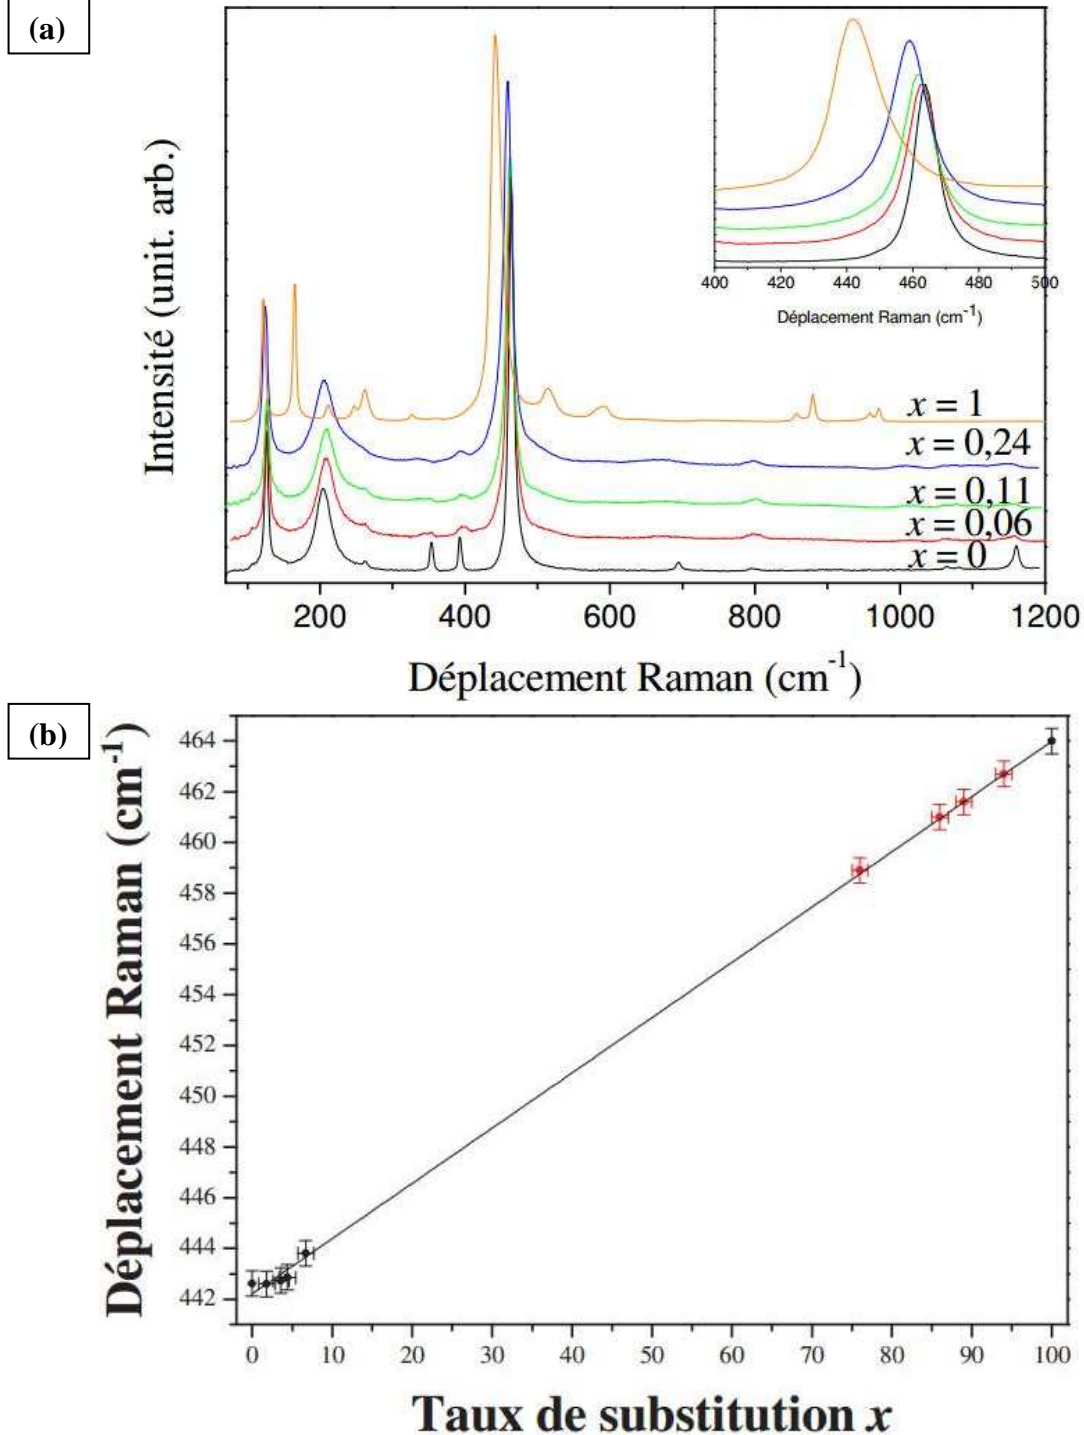 (a)
Intensité (unit. arb.)
400 420 440 460 480 500
Déplacement Raman (cm-1)
x = 1
x = 0,24
x = 0,11
x = 0,06
x = 0
200 400 600 800 1000 1200
Déplacement Raman (cm-1)
(b)
Déplacement Raman (cm-1)
464
462
460
458
456
454
452
450
448
446
444
442
0 10 20 30 40 50 60 70 80 90 100
Taux de substitution x